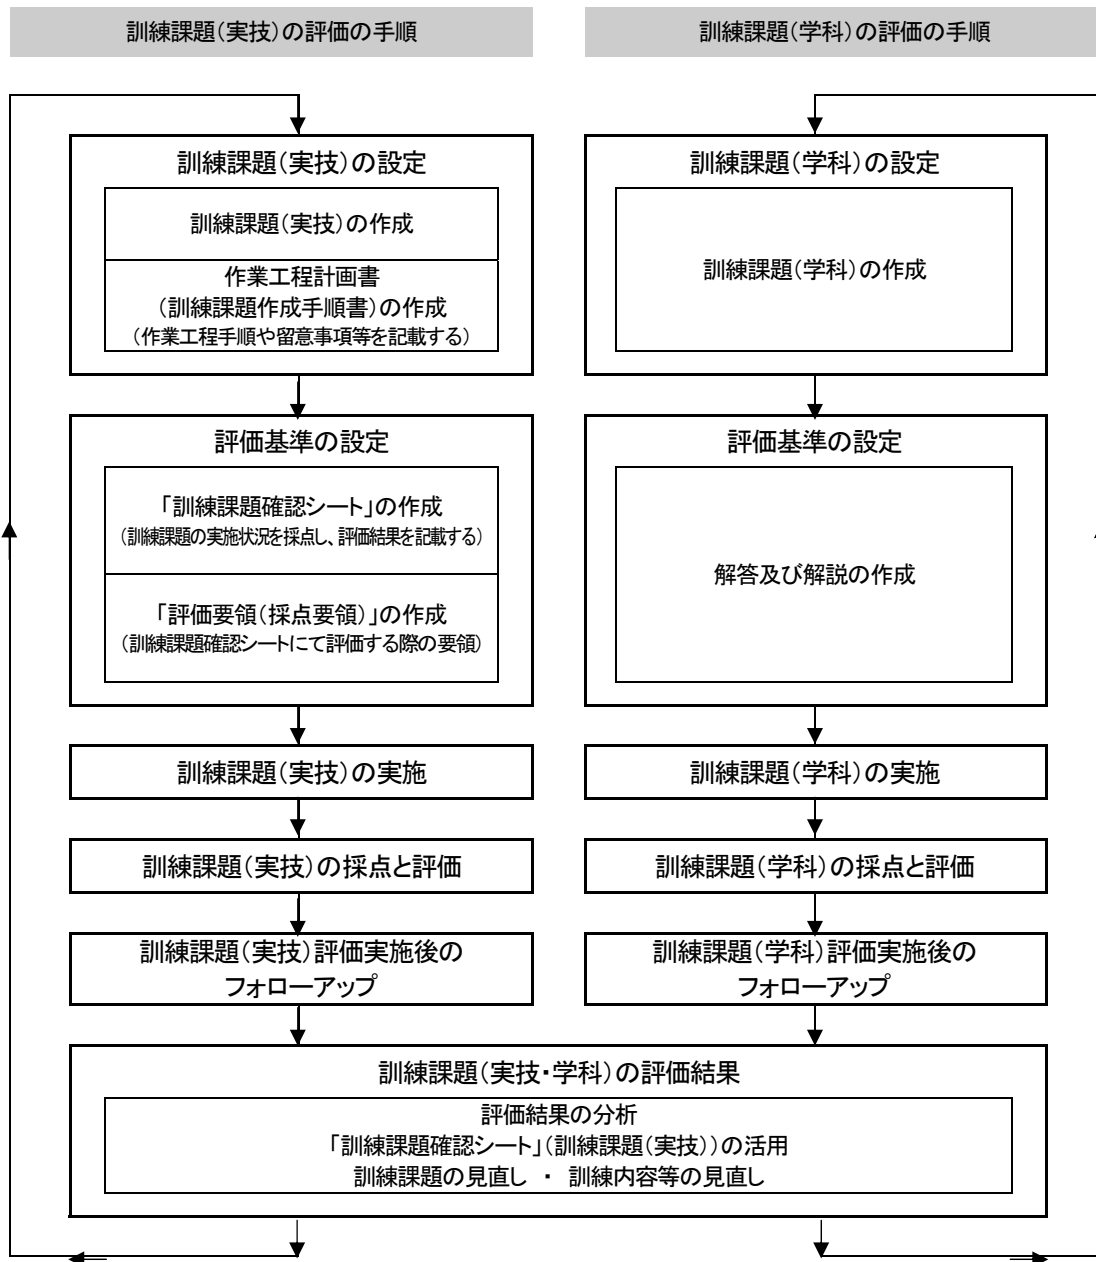 訓練課題(実技)の評価の手順
訓練課題(学科)の評価の手順
訓練課題(実技)の設定
訓練課題(実技)の作成
作業工程計画書
(訓練課題作成手順書)の作成
(作業工程手順や留意事項等を記載する)
訓練課題(学科)の設定
訓練課題(学科)の作成
評価基準の設定
「訓練課題確認シート」の作成
(訓練課題の実施状況を採点し、評価結果を記載する)
「評価要領(採点要領)」の作成
(訓練課題確認シートにて評価する際の要領)
評価基準の設定
解答及び解説の作成
訓練課題(実技)の実施
訓練課題(学科)の実施
訓練課題(実技)の採点と評価
訓練課題(学科)の採点と評価
訓練課題(実技)評価実施後の
フォローアップ
訓練課題(学科)評価実施後の
フォローアップ
訓練課題(実技・学科)の評価結果
評価結果の分析
「訓練課題確認シート」(訓練課題(実技))の活用
訓練課題の見直し ・ 訓練内容等の見直し